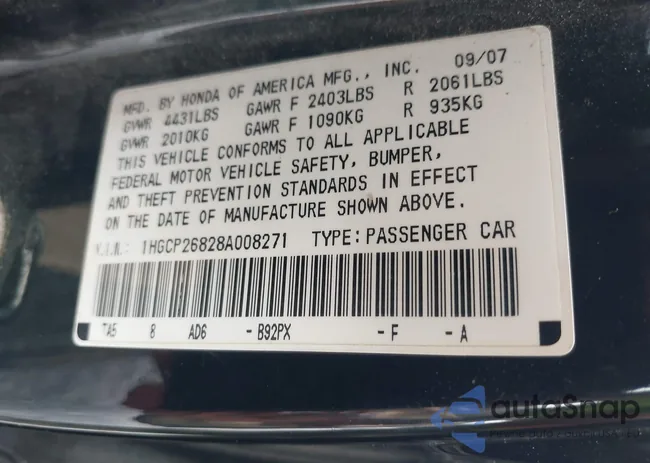 MFD. BY HONDA OF AMERICA MFG., INC. 09/07
GVWR 4431LBS GAWR F 2403LBS R 2061LBS
GVWR 2010KG GAWR F 1090KG R 935KG
THIS VEHICLE CONFORMS TO ALL APPLICABLE
FEDERAL MOTOR VEHICLE SAFETY, BUMPER,
AND THEFT PREVENTION STANDARDS IN EFFECT
ON THE DATE OF MANUFACTURE SHOWN ABOVE.
V.I.N.: 1HGCP26828A008271 TYPE: PASSENGER CAR
TA5 8 AD6 -B92PX -F -A
autaSnap